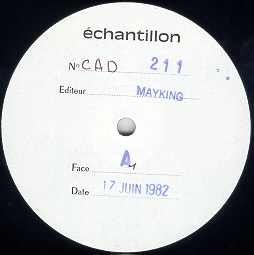 échantillon
No CAD 211
Editeur MAYKING
Face A1
Date 17 JUIN 1982